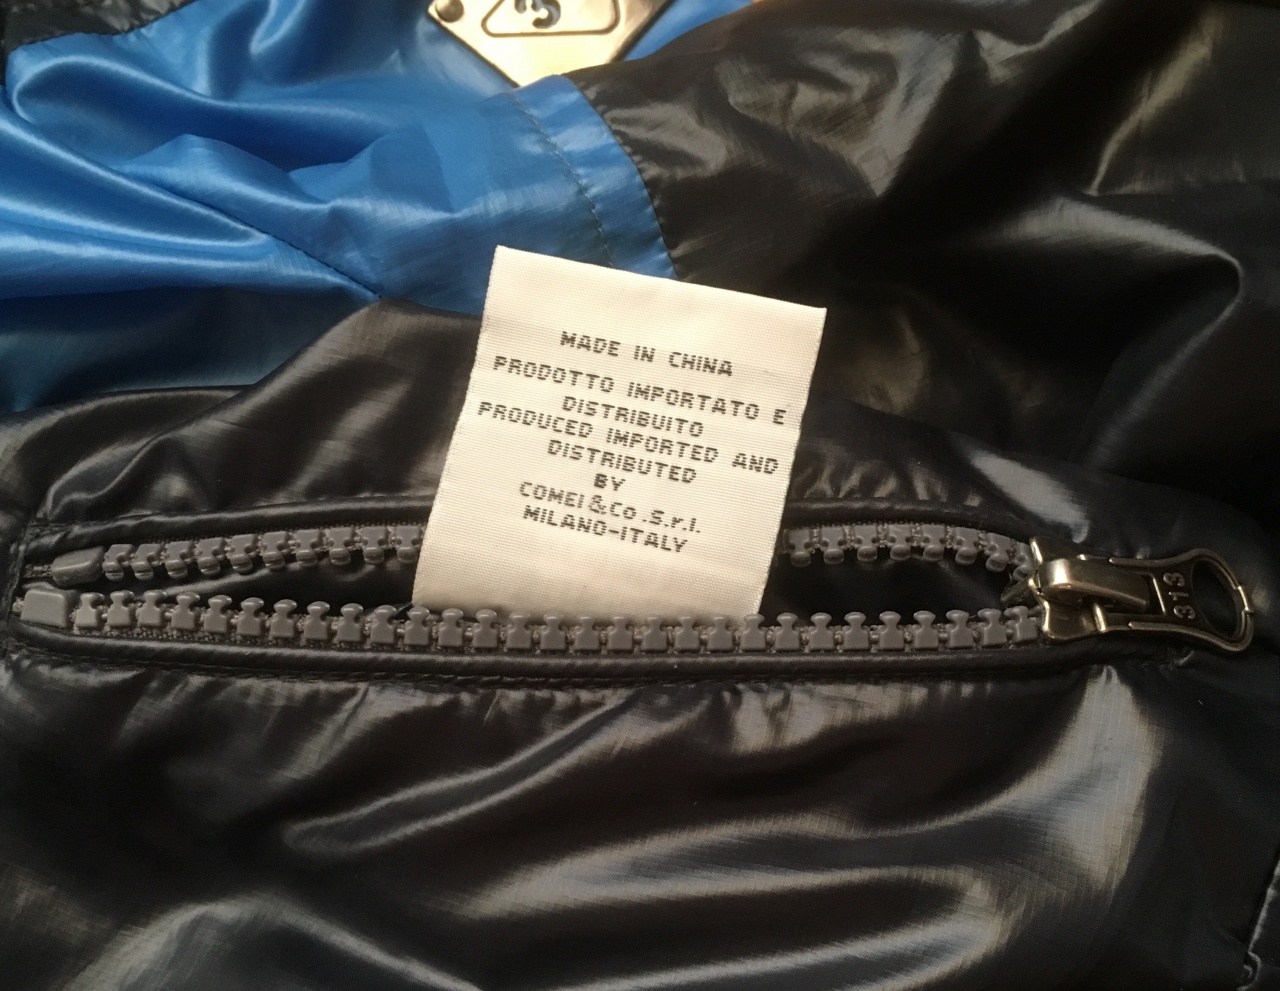 MADE IN CHINA
PRODOTTO IMPORTATO E
DISTRIBUITO
PRODUCED IMPORTED AND
DISTRIBUTED
BY
COMEI&Co.S.r.l.
MILANO-ITALY
313